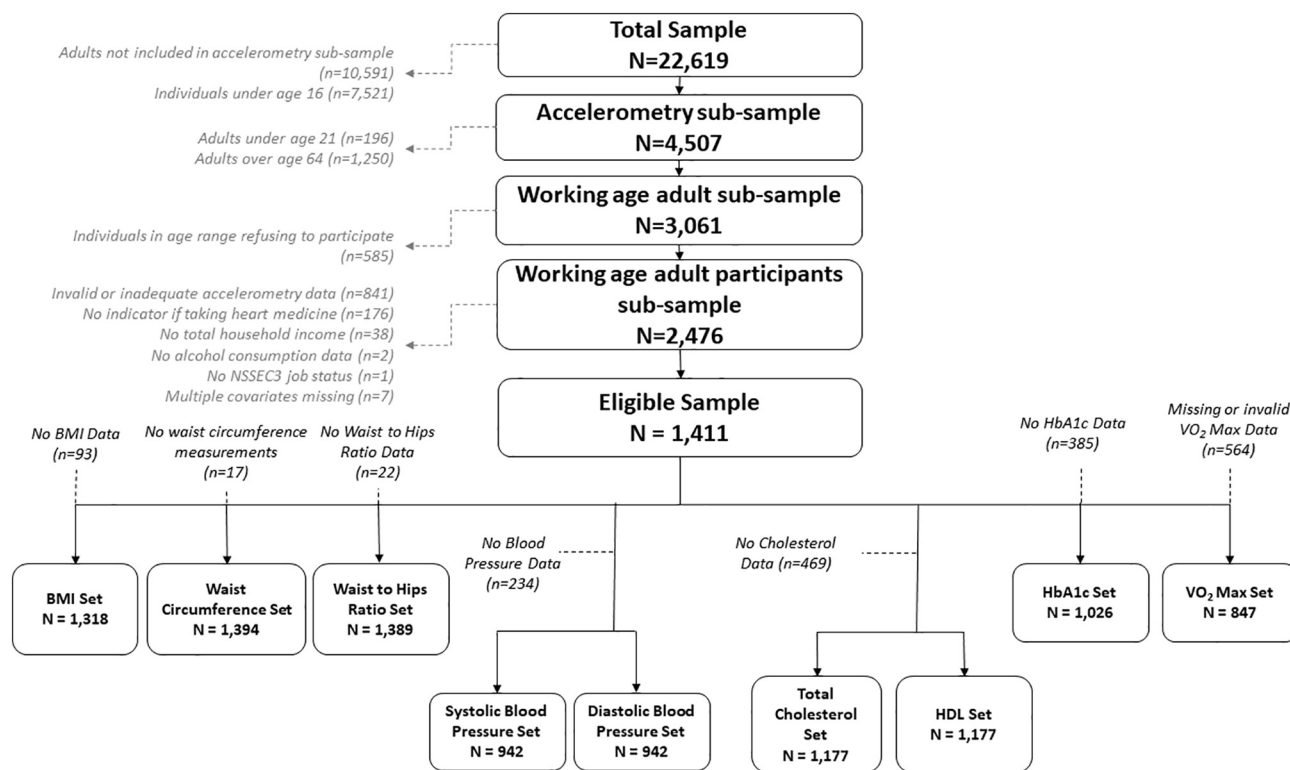 Total Sample
N=22,619
Adults not included in accelerometry sub-sample
(n=10,591)
Individuals under age 16 (n=7,521)
Accelerometry sub-sample
N=4,507
Adults under age 21 (n=196)
Adults over age 64 (n=1,250)
Working age adult sub-sample
N=3,061
Individuals in age range refusing to participate
(n=585)
Working age adult participants
sub-sample
N=2,476
Invalid or inadequate accelerometry data (n=841)
No indicator if taking heart medicine (n=176)
No total household income (n=38)
No alcohol consumption data (n=2)
No NSSEC3 job status (n=1)
Multiple covariates missing (n=7)
Eligible Sample
N = 1,411
No BMI Data
(n=93)
No waist circumference
measurements
(n=17)
No Waist to Hips
Ratio Data
(n=22)
No HbA1c Data
(n=385)
Missing or invalid
VO₂ Max Data
(n=564)
No Blood
Pressure Data
(n=234)
No Cholesterol
Data (n=469)
BMI Set
N = 1,318
Waist
Circumference Set
N = 1,394
Waist to Hips
Ratio Set
N = 1,389
HbA1c Set
N = 1,026
VO₂ Max Set
N = 847
Systolic Blood
Pressure Set
N = 942
Diastolic Blood
Pressure Set
N = 942
Total
Cholesterol
Set
N = 1,177
HDL Set
N = 1,177